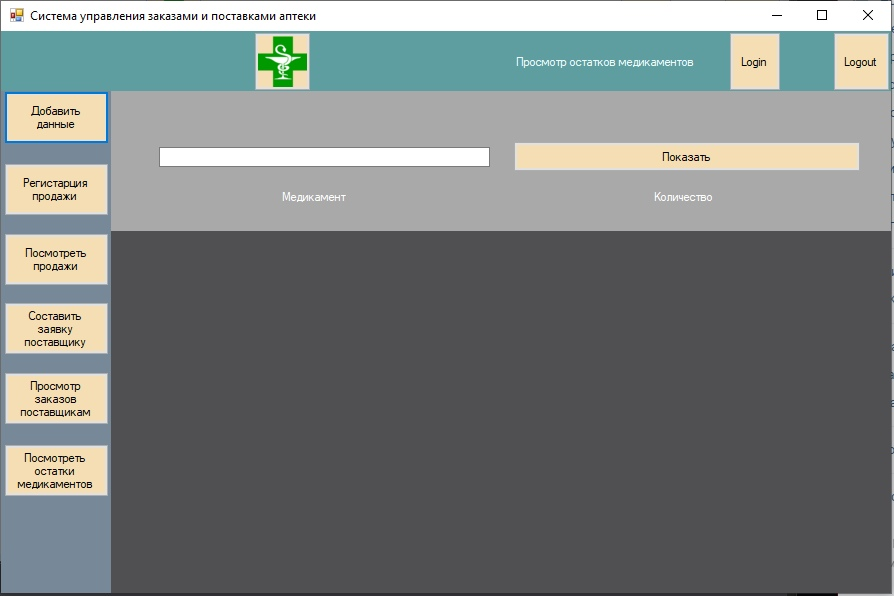 Система управления заказами и поставками аптеки
Просмотр остатков медикаментов
Login
Logout
Добавить
данные
Регистарция
продажи
Посмотреть
продажи
Составить
заявку
поставщику
Просмотр
заказов
поставщикам
Посмотреть
остатки
медикаментов
Показать
Медикамент
Количество